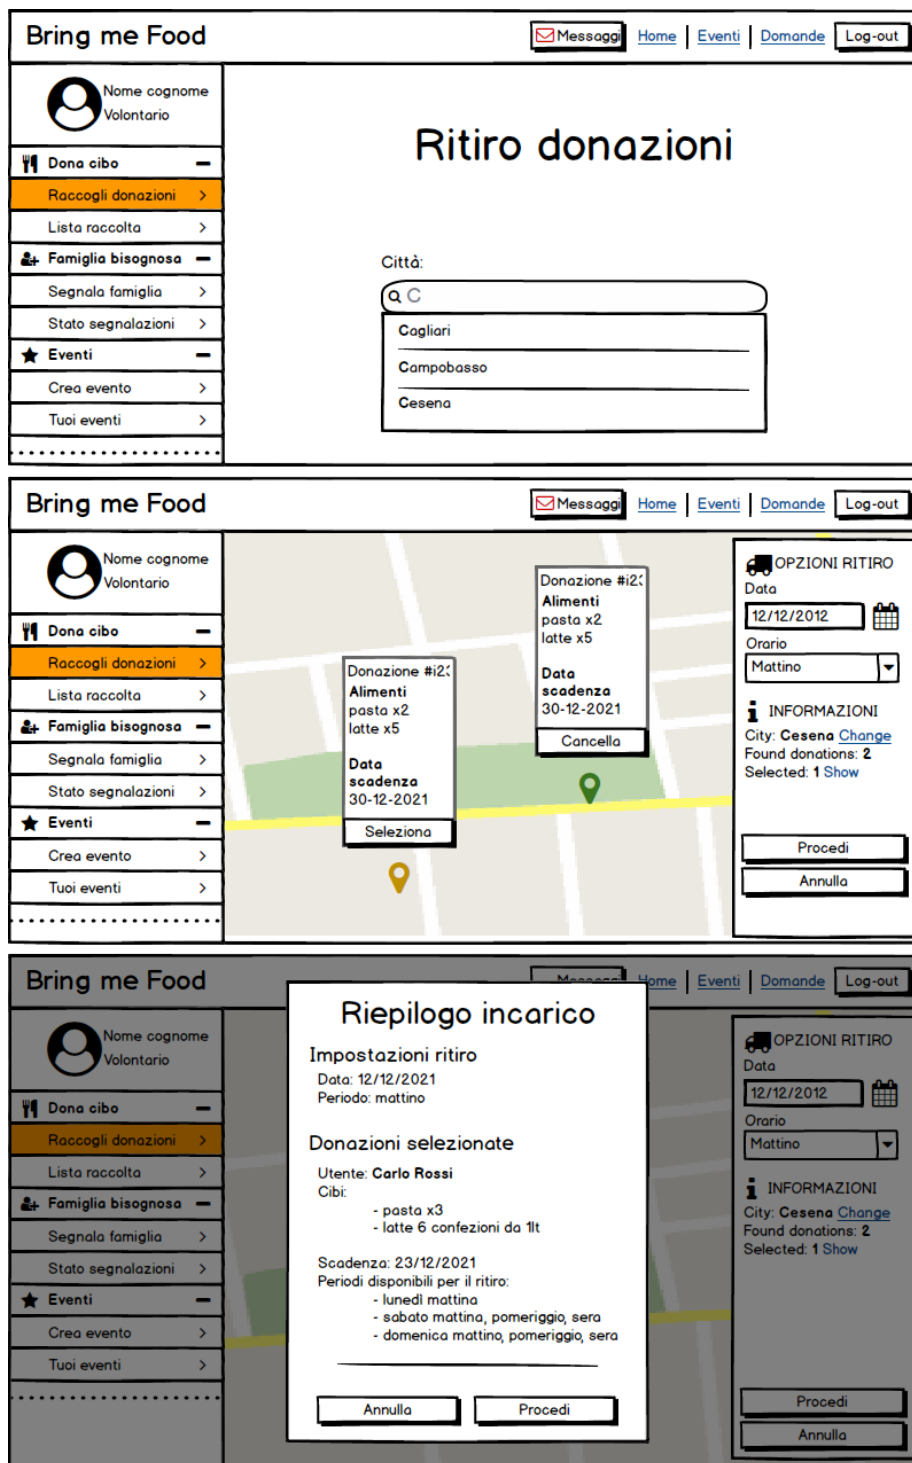 Bring me Food
Messaggi Home Eventi Domande Log-out
Nome cognome
Volontario
Dona cibo
Raccogli donazioni
Lista raccolta
Famiglia bisognosa
Segnala famiglia
Stato segnalazioni
Eventi
Crea evento
Tuoi eventi
Ritiro donazioni
Città:
C
Cagliari
Campobasso
Cesena
Bring me Food
Messaggi Home Eventi Domande Log-out
Nome cognome
Volontario
Dona cibo
Raccogli donazioni
Lista raccolta
Famiglia bisognosa
Segnala famiglia
Stato segnalazioni
Eventi
Crea evento
Tuoi eventi
Donazione #i23
Alimenti
pasta x2
latte x5
Data
scadenza
30-12-2021
Seleziona
Donazione #i23
Alimenti
pasta x2
latte x5
Data
scadenza
30-12-2021
Cancella
OPZIONI RITIRO
Data
12/12/2012
Orario
Mattino
INFORMAZIONI
City: Cesena Change
Found donations: 2
Selected: 1 Show
Procedi
Annulla
Bring me Food
Messaggi Home Eventi Domande Log-out
Nome cognome
Volontario
Dona cibo
Raccogli donazioni
Lista raccolta
Famiglia bisognosa
Segnala famiglia
Stato segnalazioni
Eventi
Crea evento
Tuoi eventi
Riepilogo incarico
Impostazioni ritiro
Data: 12/12/2021
Periodo: mattino
Donazioni selezionate
Utente: Carlo Rossi
Cibi:
- pasta x3
- latte 6 confezioni da 1lt
Scadenza: 23/12/2021
Periodi disponibili per il ritiro:
- lunedì mattina
- sabato mattina, pomeriggio, sera
- domenica mattino, pomeriggio, sera
Annulla Procedi
OPZIONI RITIRO
Data
12/12/2012
Orario
Mattino
INFORMAZIONI
City: Cesena Change
Found donations: 2
Selected: 1 Show
Procedi
Annulla